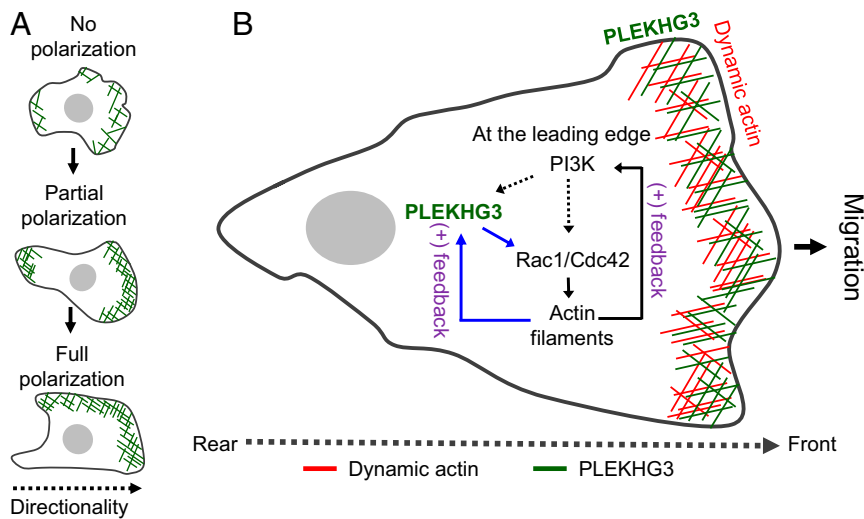 A
No
polarization
Partial
polarization
Full
polarization
Directionality
B
PLEKHG3
Dynamic actin
At the leading edge
PI3K
PLEKHG3
(+) feedback
Rac1/Cdc42
(+) feedback
Actin
filaments
Migration
Rear
Front
Dynamic actin
PLEKHG3